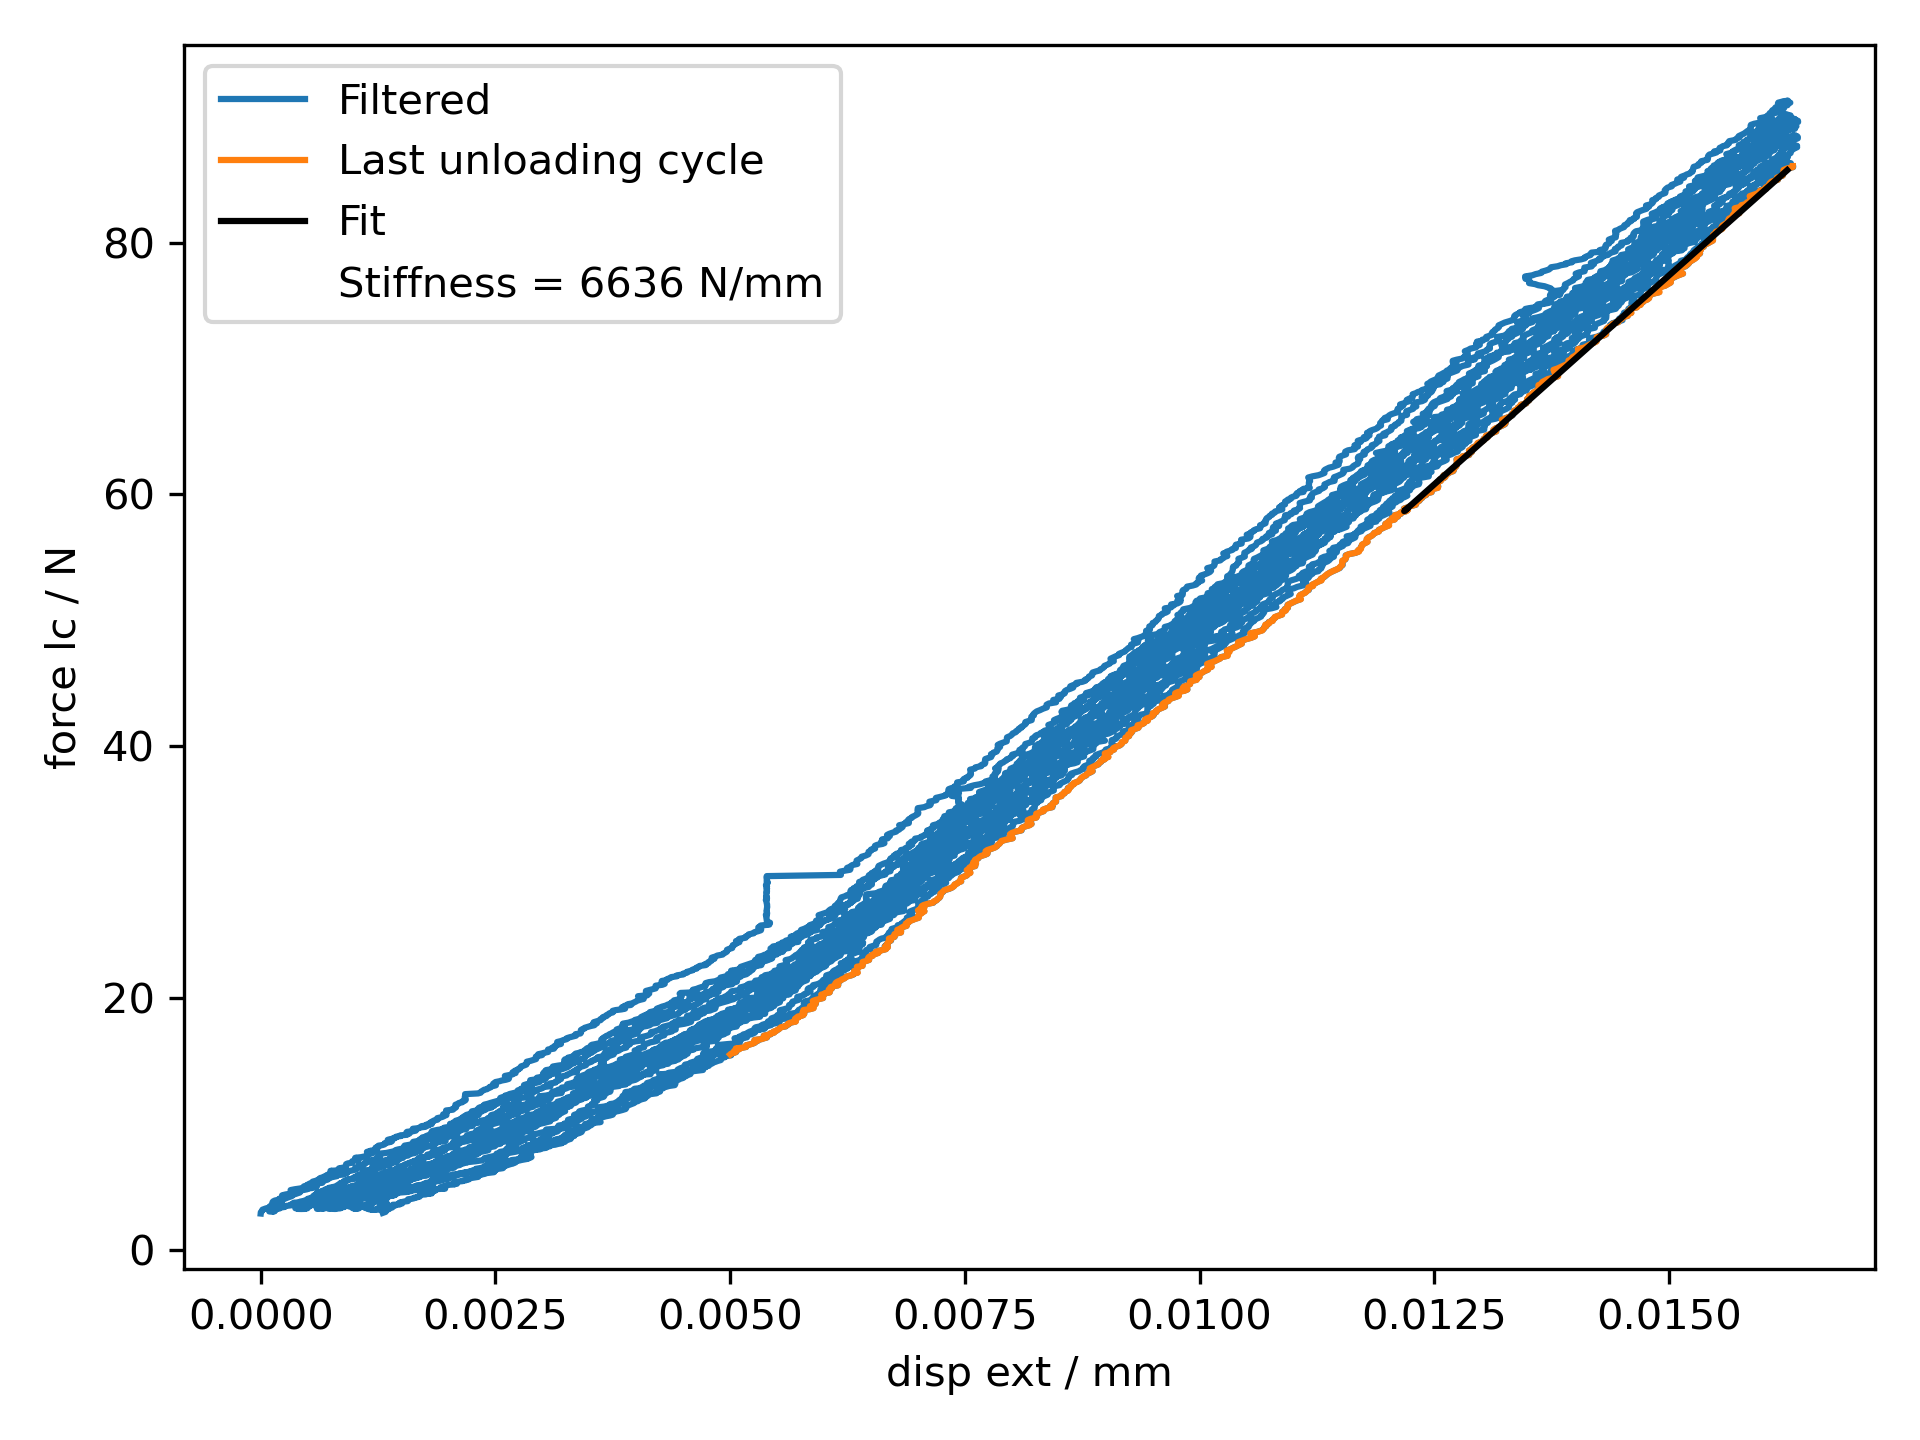 Filtered
Last unloading cycle
Fit
Stiffness = 6636 N/mm
80
60
40
20
0
force lc / N
0.0000 0.0025 0.0050 0.0075 0.0100 0.0125 0.0150
disp ext / mm